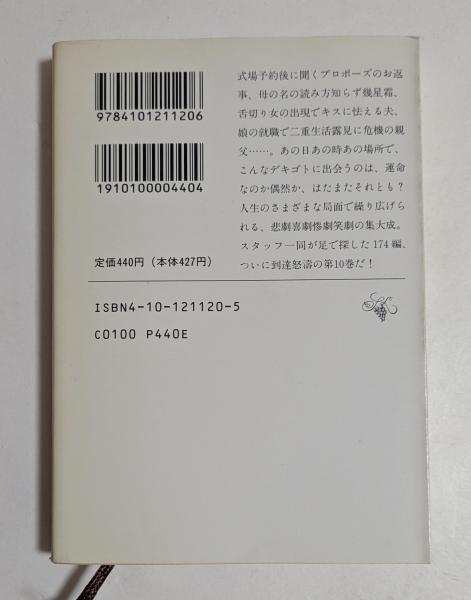 9784101211206
1910100004404
定価440円（本体427円）
式場予約後に聞くプロポーズのお返
事、母の名の読み方知らず幾星霜、
舌切り女の出現でキスに怯える夫、
娘の就職で二重生活露見に危機の親
父……。あの日あの時あの場所で、
こんなデキゴトに出会うのは、運命
なのか偶然か、はたまたそれとも？
人生のさまざまな局面で繰り広げら
れる、悲劇喜劇惨劇笑劇の集大成。
スタッフ一同が足で探した174編、
ついに到達怒濤の第10巻だ！
ISBN4-10-121120-5
C0100 P440E